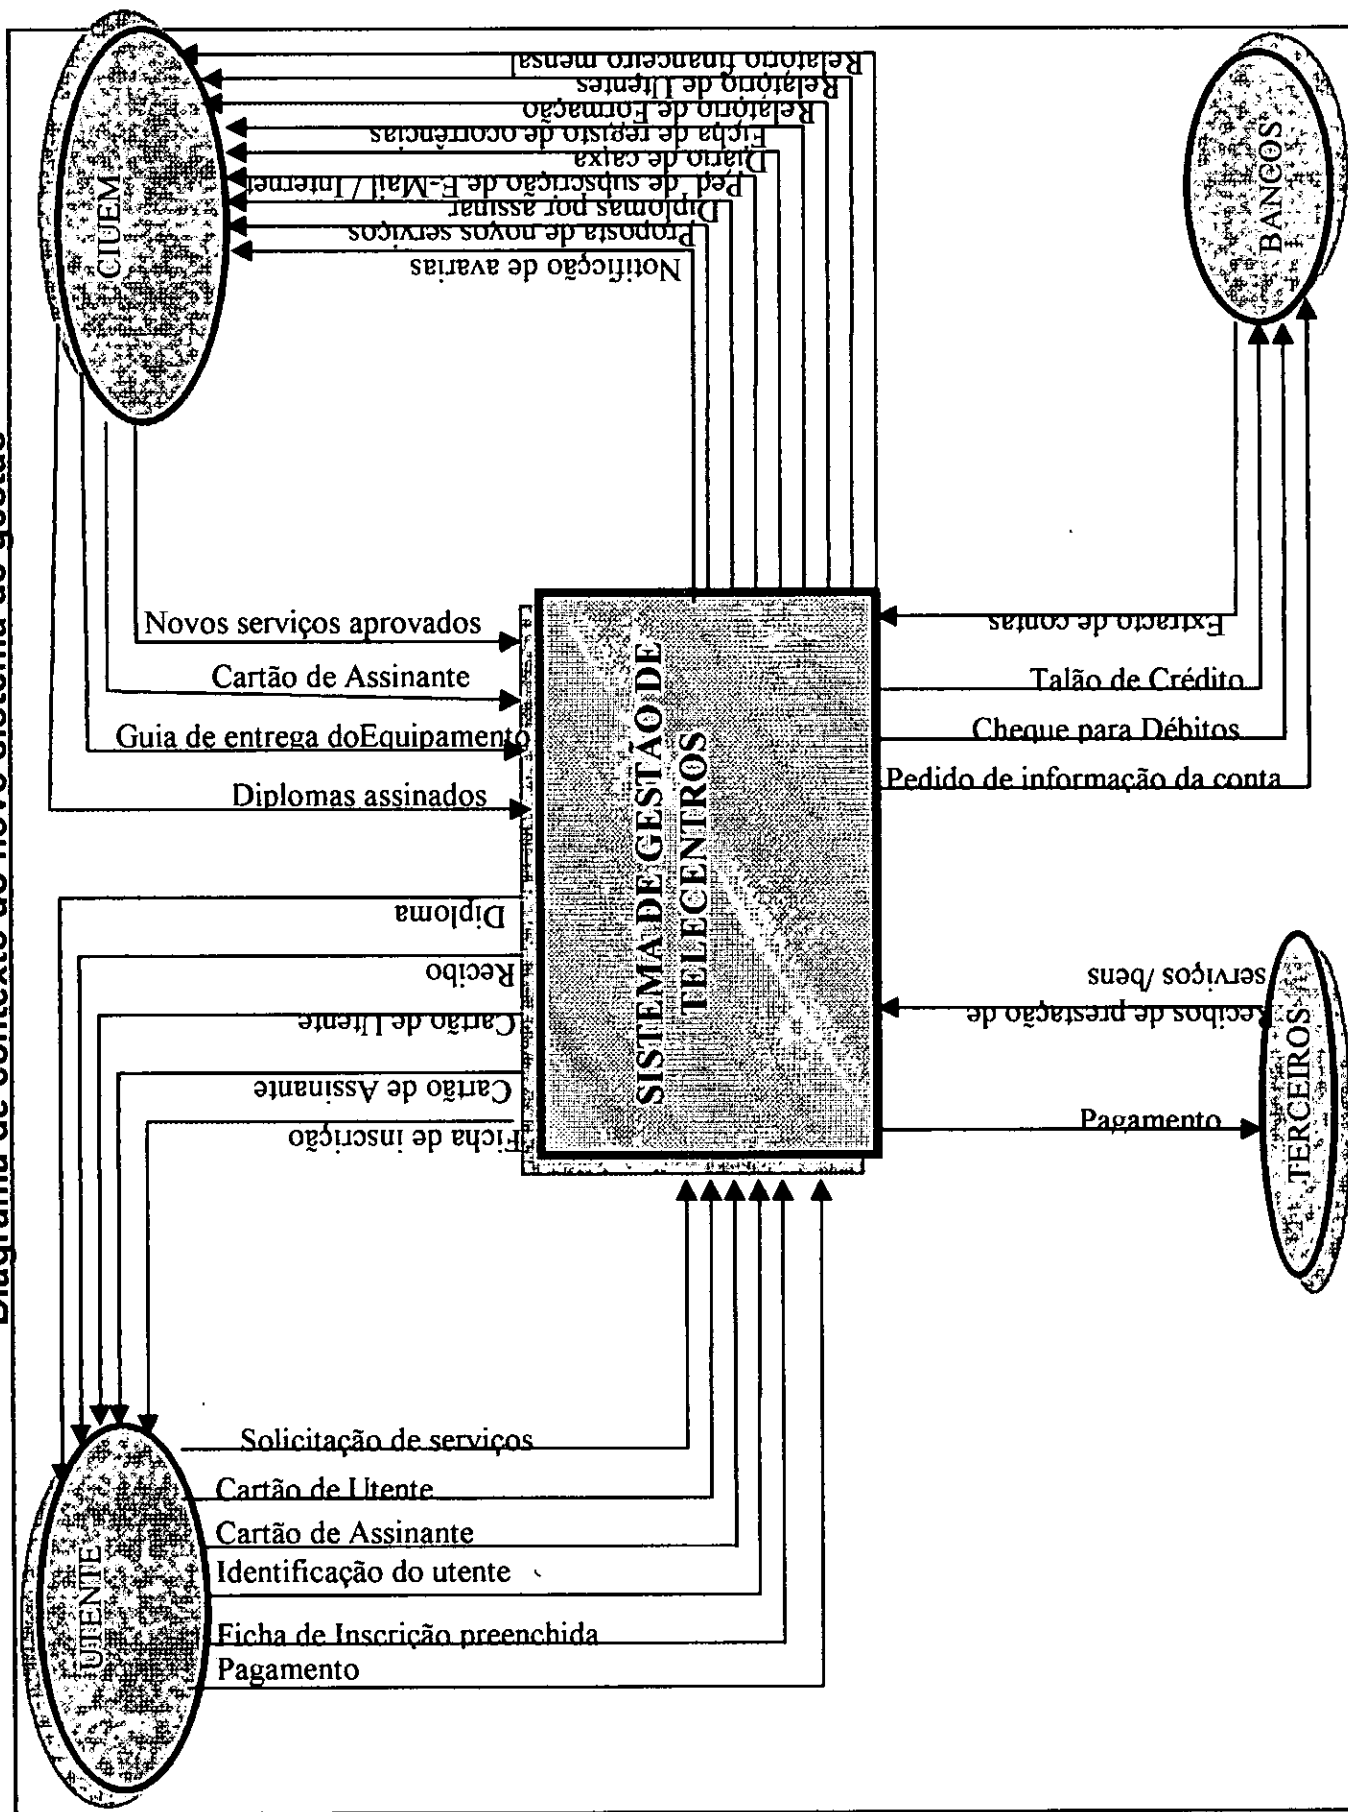 Diagrama de contexto do novo sistema de gestão
CIUEM
Relatório financeiro mensal
Relatório de Utentes
Relatório de Formação
Ficha de registo de ocorrências
Diário de caixa
Ped. de subscrição de E-Mail / Internet
Diplomas por assinar
Proposta de novos serviços
Notificção de avarias
BANCOS
Novos serviços aprovados
Cartão de Assinante
Guia de entrega doEquipamento
Diplomas assinados
SISTEMA DE GESTÃO DE
TELECENTROS
Extracto de contas
Talão de Crédito
Cheque para Débitos
Pedido de informação da conta
Diploma
Recibo
Cartão de Utente
Cartão de Assinante
Ficha de inscrição
Recibos de prestação de
serviços /bens
Pagamento
TERCEIROS
UTENTE
Solicitação de serviços
Cartão de Utente
Cartão de Assinante
Identificação do utente
Ficha de Inscrição preenchida
Pagamento